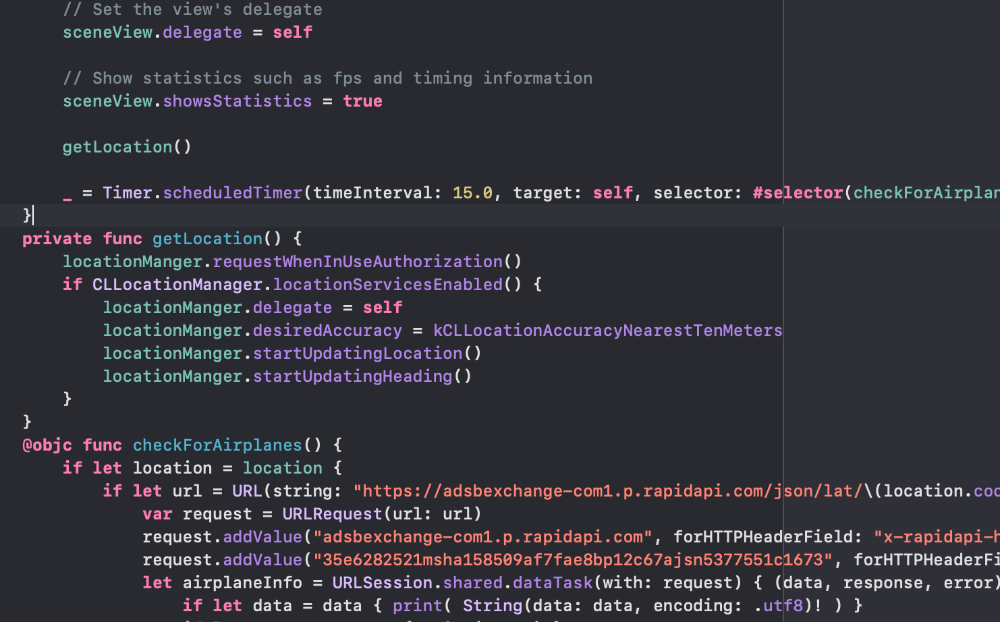 // Set the view's delegate
sceneView.delegate = self
// Show statistics such as fps and timing information
sceneView.showsStatistics = true
getLocation()
_ = Timer.scheduledTimer(timeInterval: 15.0, target: self, selector: #selector(checkForAirplan
}
private func getLocation() {
locationManger.requestWhenInUseAuthorization()
if CLLocationManager.locationServicesEnabled() {
locationManger.delegate = self
locationManger.desiredAccuracy = kCLLocationAccuracyNearestTenMeters
locationManger.startUpdatingLocation()
locationManger.startUpdatingHeading()
}
}
@objc func checkForAirplanes() {
if let location = location {
if let url = URL(string: "https://adsbexchange-com1.p.rapidapi.com/json/lat/\(location.coo
var request = URLRequest(url: url)
request.addValue("adsbexchange-com1.p.rapidapi.com", forHTTPHeaderField: "x-rapidapi-h
request.addValue("35e6282521msha158509af7fae8bp12c67ajsn5377551c1673", forHTTPHeaderFi
let airplaneInfo = URLSession.shared.dataTask(with: request) { (data, response, error)
if let data = data { print( String(data: data, encoding: .utf8)! ) }